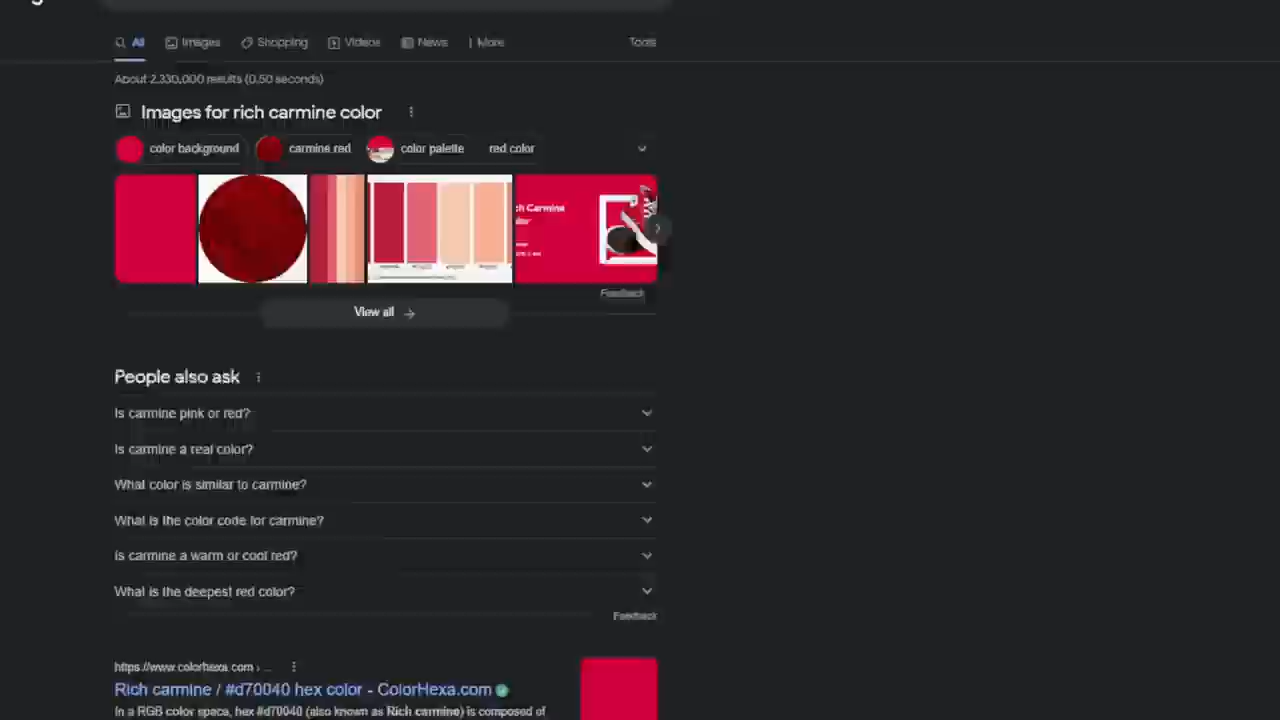 All Images Shopping Videos News More Tools
About 2,330,000 results (0.50 seconds)
Images for rich carmine color
color background carmine red color palette red color
ch Carmine
Feedback
View all
People also ask
Is carmine pink or red?
Is carmine a real color?
What color is similar to carmine?
What is the color code for carmine?
Is carmine a warm or cool red?
What is the deepest red color?
Feedback
https://www.colorhexa.com › ...
Rich carmine / #d70040 hex color - ColorHexa.com
In a RGB color space, hex #d70040 (also known as Rich carmine) is composed of